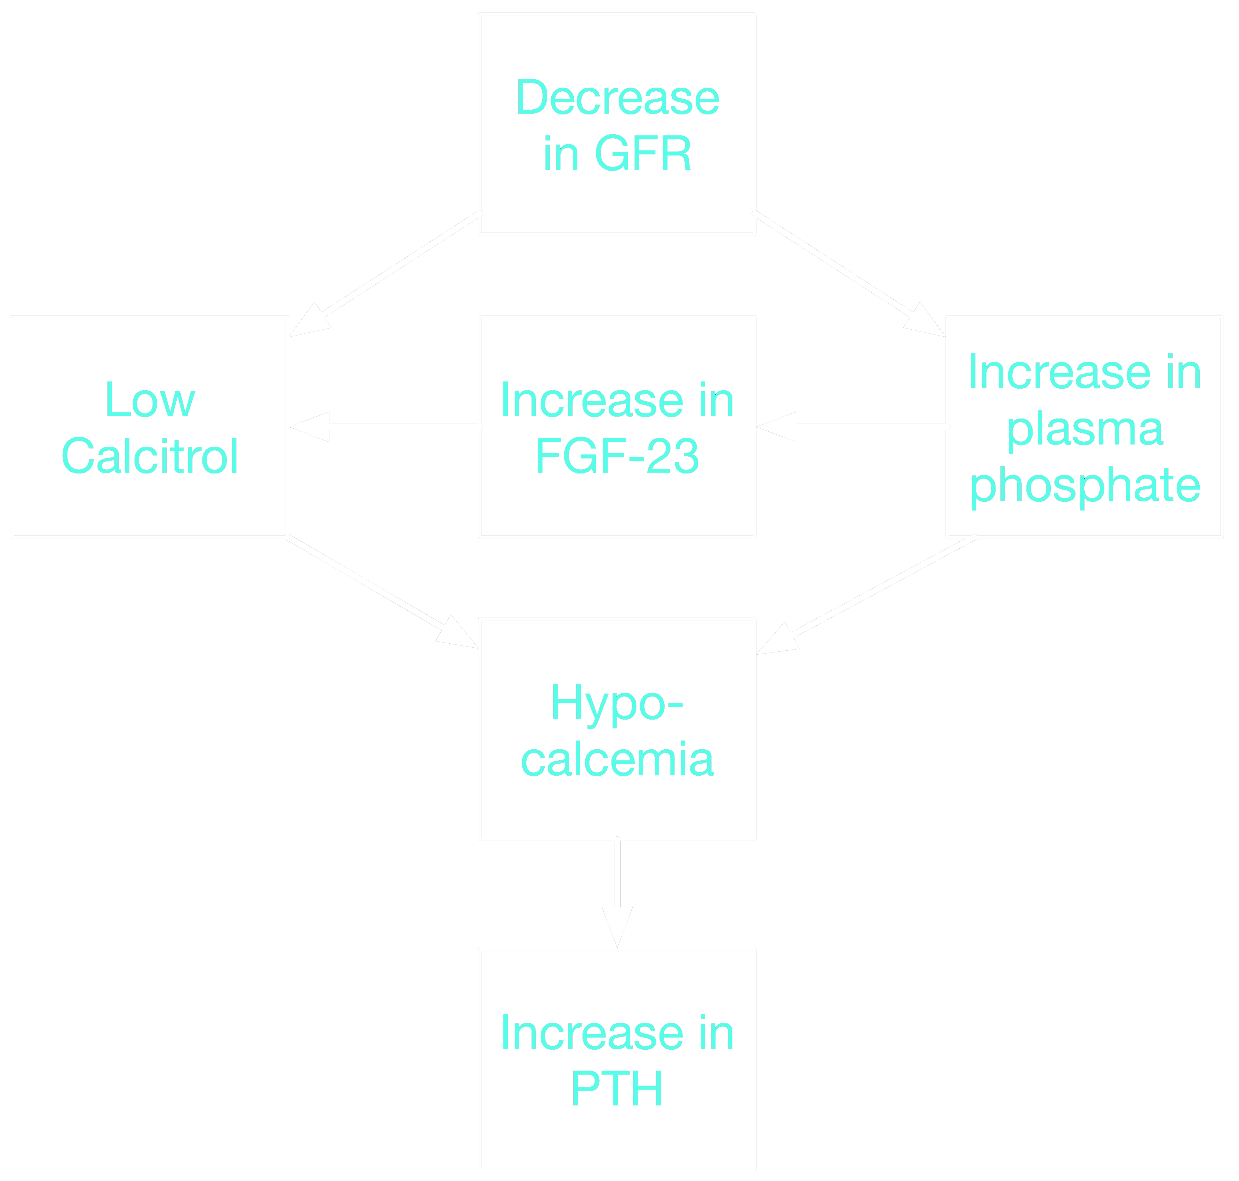 Decrease
in GFR
Low
Calcitrol
Increase in
FGF-23
Increase in
plasma
phosphate
Hypo-
calcemia
Increase in
PTH